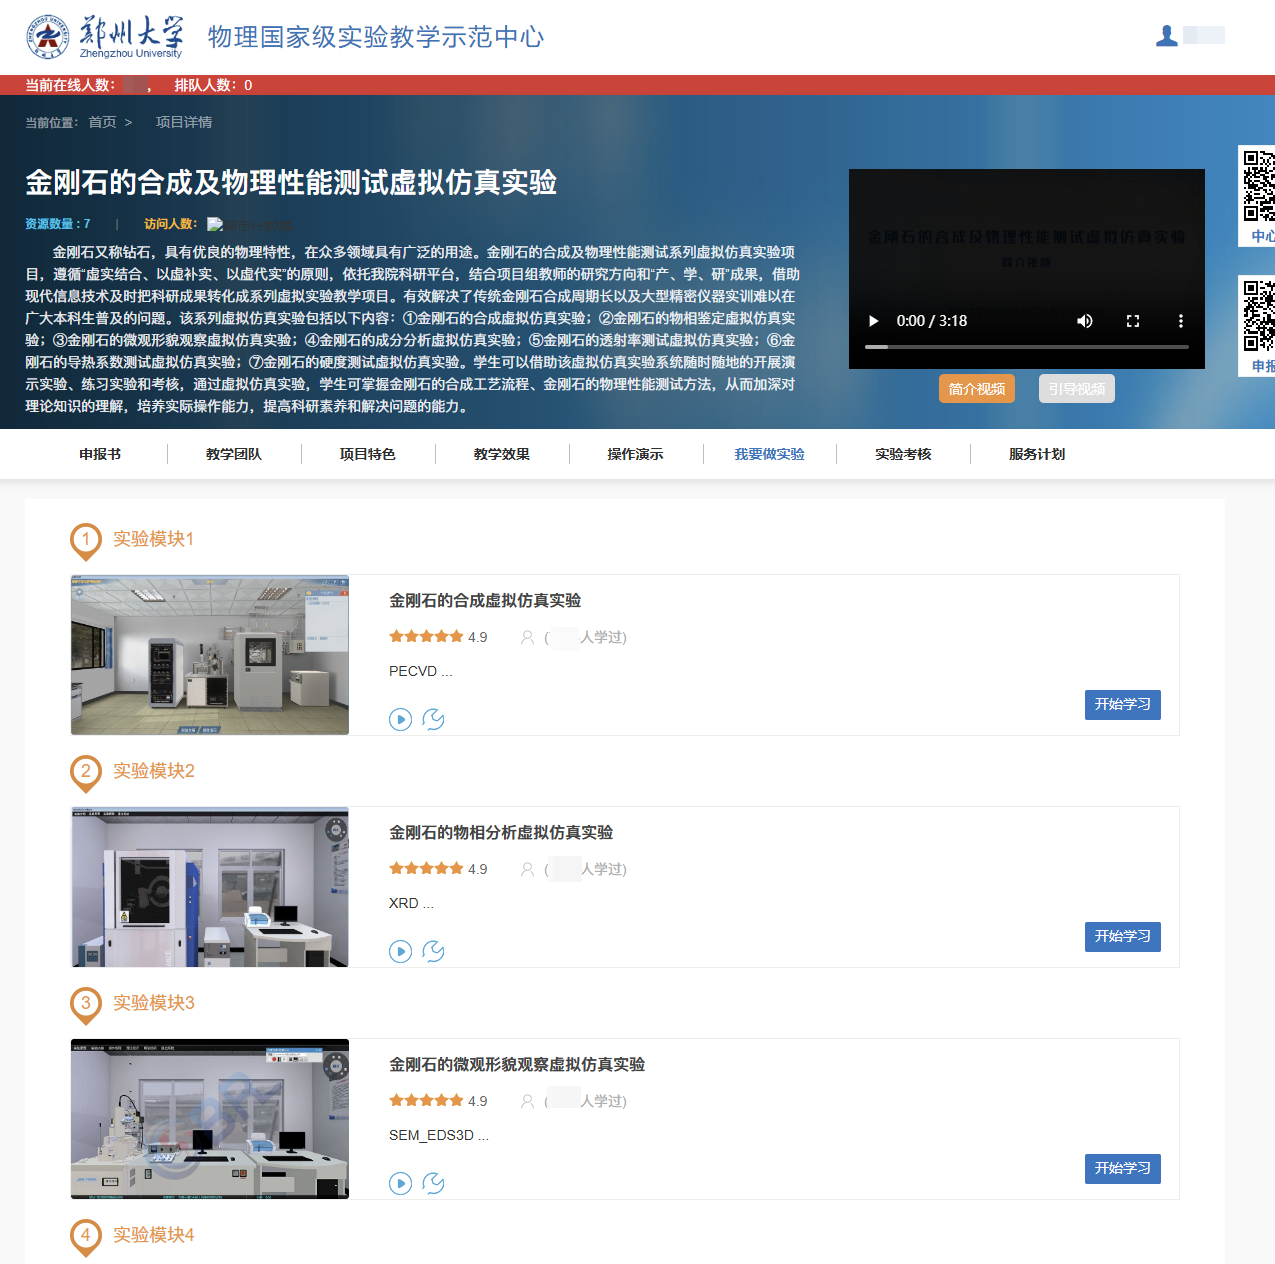 郑州大学
Zhengzhou University
物理国家级实验教学示范中心
当前在线人数： ， 排队人数：0
当前位置： 首页 > 项目详情
金刚石的合成及物理性能测试虚拟仿真实验
资源数量 : 7 | 访问人数：
金刚石又称钻石，具有优良的物理特性，在众多领域具有广泛的用途。金刚石的合成及物理性能测试系列虚拟仿真实验项
目，遵循“虚实结合、以虚补实、以虚代实”的原则，依托我院科研平台，结合项目组教师的研究方向和“产、学、研”成果，借助
现代信息技术及时把科研成果转化成系列虚拟实验教学项目。有效解决了传统金刚石合成周期长以及大型精密仪器实训难以在
广大本科生普及的问题。该系列虚拟仿真实验包括以下内容：①金刚石的合成虚拟仿真实验；②金刚石的物相鉴定虚拟仿真实
验；③金刚石的微观形貌观察虚拟仿真实验；④金刚石的成分分析虚拟仿真实验；⑤金刚石的透射率测试虚拟仿真实验；⑥金
刚石的导热系数测试虚拟仿真实验；⑦金刚石的硬度测试虚拟仿真实验。学生可以借助该虚拟仿真实验系统随时随地的开展演
示实验、练习实验和考核，通过虚拟仿真实验，学生可掌握金刚石的合成工艺流程、金刚石的物理性能测试方法，从而加深对
理论知识的理解，培养实际操作能力，提高科研素养和解决问题的能力。
金刚石的合成及物理性能测试虚拟仿真实验
简介视频
0:00 / 3:18
简介视频 引导视频
中心
申报
申报书 教学团队 项目特色 教学效果 操作演示 我要做实验 实验考核 服务计划
1 实验模块1
金刚石的合成虚拟仿真实验
4.9 ( 人学过)
PECVD ...
开始学习
2 实验模块2
金刚石的物相分析虚拟仿真实验
4.9 ( 人学过)
XRD ...
开始学习
3 实验模块3
金刚石的微观形貌观察虚拟仿真实验
4.9 ( 人学过)
SEM_EDS3D ...
开始学习
4 实验模块4